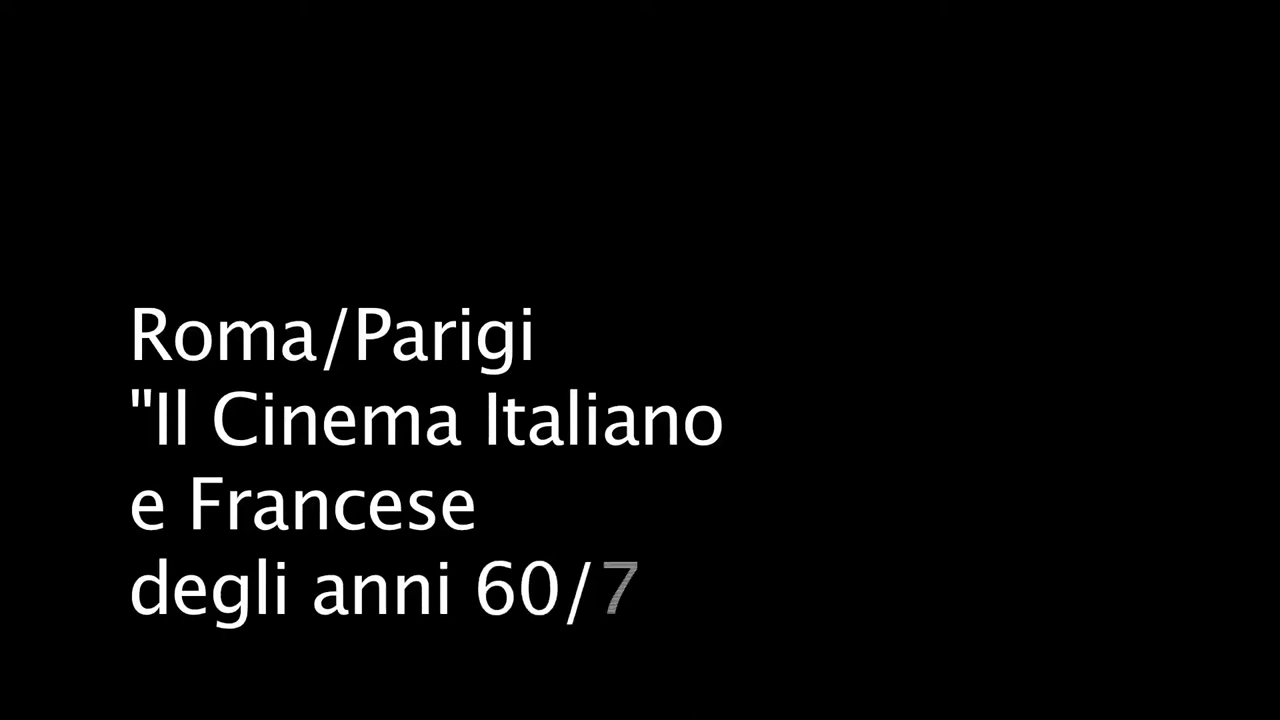 Roma/Parigi
"Il Cinema Italiano
e Francese
degli anni 60/7